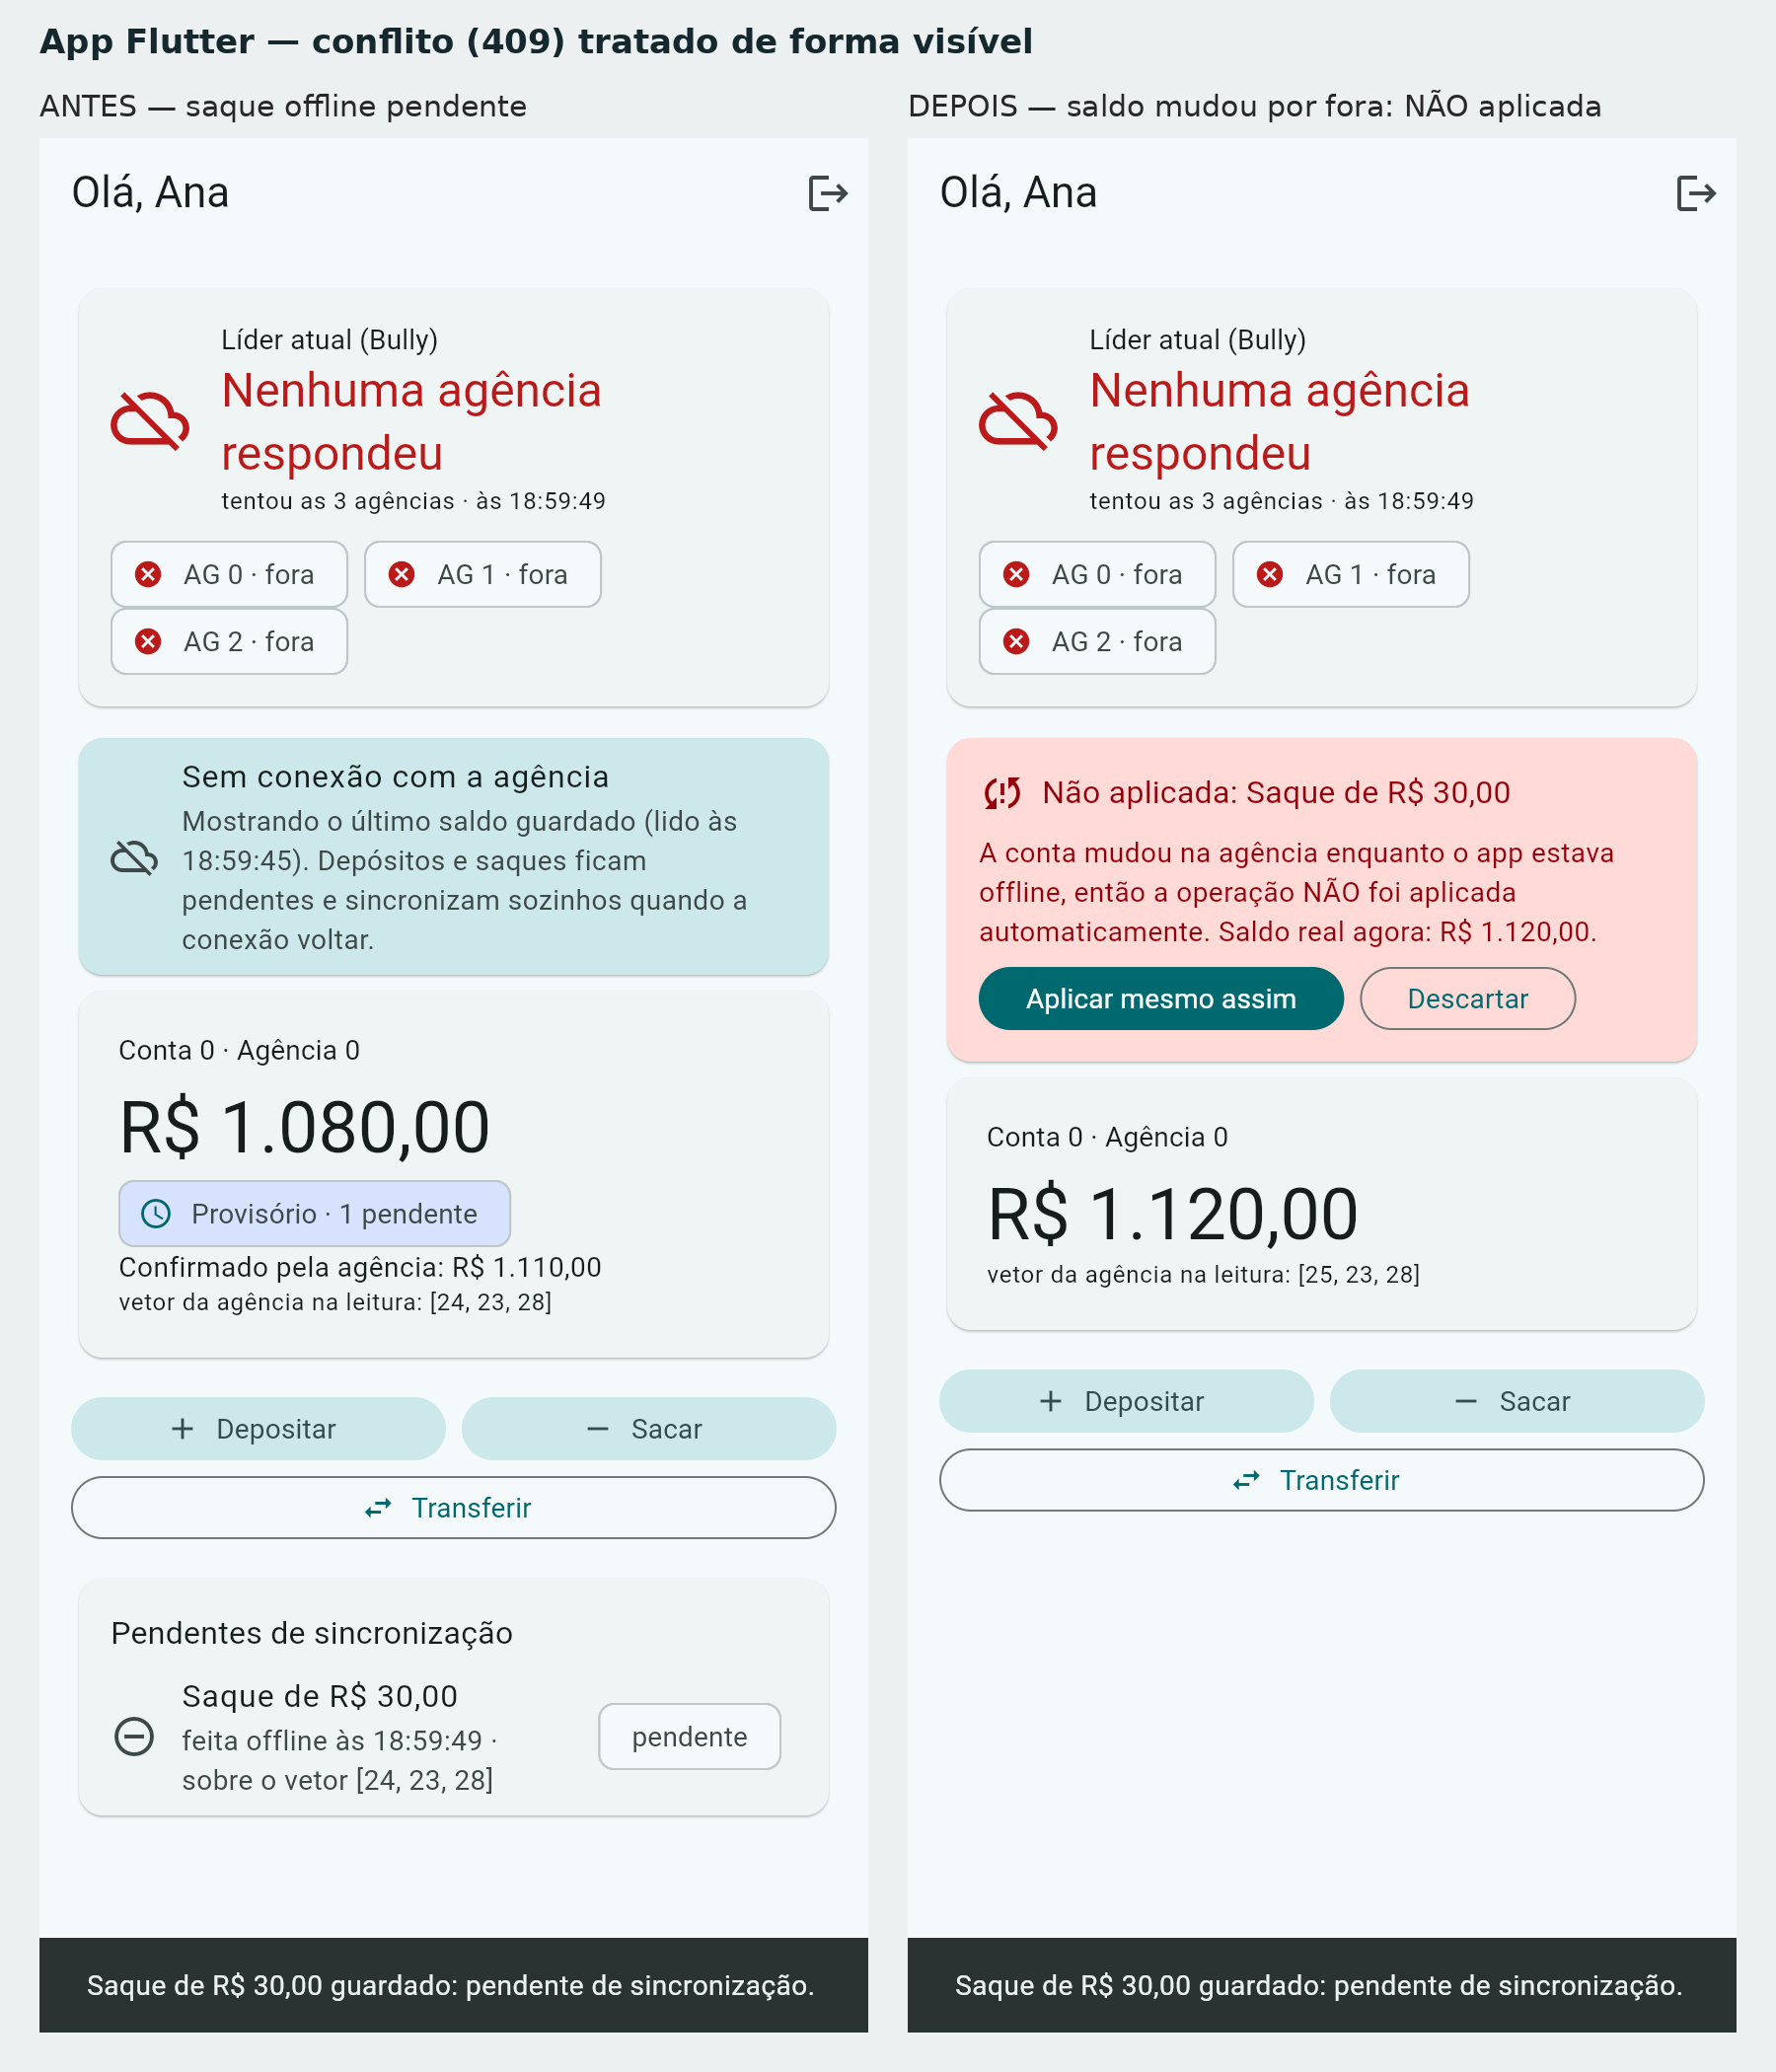 App Flutter — conflito (409) tratado de forma visível
ANTES — saque offline pendente
Olá, Ana
Líder atual (Bully)
Nenhuma agência
respondeu
tentou as 3 agências · às 18:59:49
AG 0 · fora
AG 1 · fora
AG 2 · fora
Sem conexão com a agência
Mostrando o último saldo guardado (lido às
18:59:45). Depósitos e saques ficam
pendentes e sincronizam sozinhos quando a
conexão voltar.
Conta 0 · Agência 0
R$ 1.080,00
Provisório · 1 pendente
Confirmado pela agência: R$ 1.110,00
vetor da agência na leitura: [24, 23, 28]
Depositar
Sacar
Transferir
Pendentes de sincronização
Saque de R$ 30,00
feita offline às 18:59:49 ·
sobre o vetor [24, 23, 28]
pendente
Saque de R$ 30,00 guardado: pendente de sincronização.
DEPOIS — saldo mudou por fora: NÃO aplicada
Olá, Ana
Líder atual (Bully)
Nenhuma agência
respondeu
tentou as 3 agências · às 18:59:49
AG 0 · fora
AG 1 · fora
AG 2 · fora
Não aplicada: Saque de R$ 30,00
A conta mudou na agência enquanto o app estava
offline, então a operação NÃO foi aplicada
automaticamente. Saldo real agora: R$ 1.120,00.
Aplicar mesmo assim
Descartar
Conta 0 · Agência 0
R$ 1.120,00
vetor da agência na leitura: [25, 23, 28]
Depositar
Sacar
Transferir
Saque de R$ 30,00 guardado: pendente de sincronização.